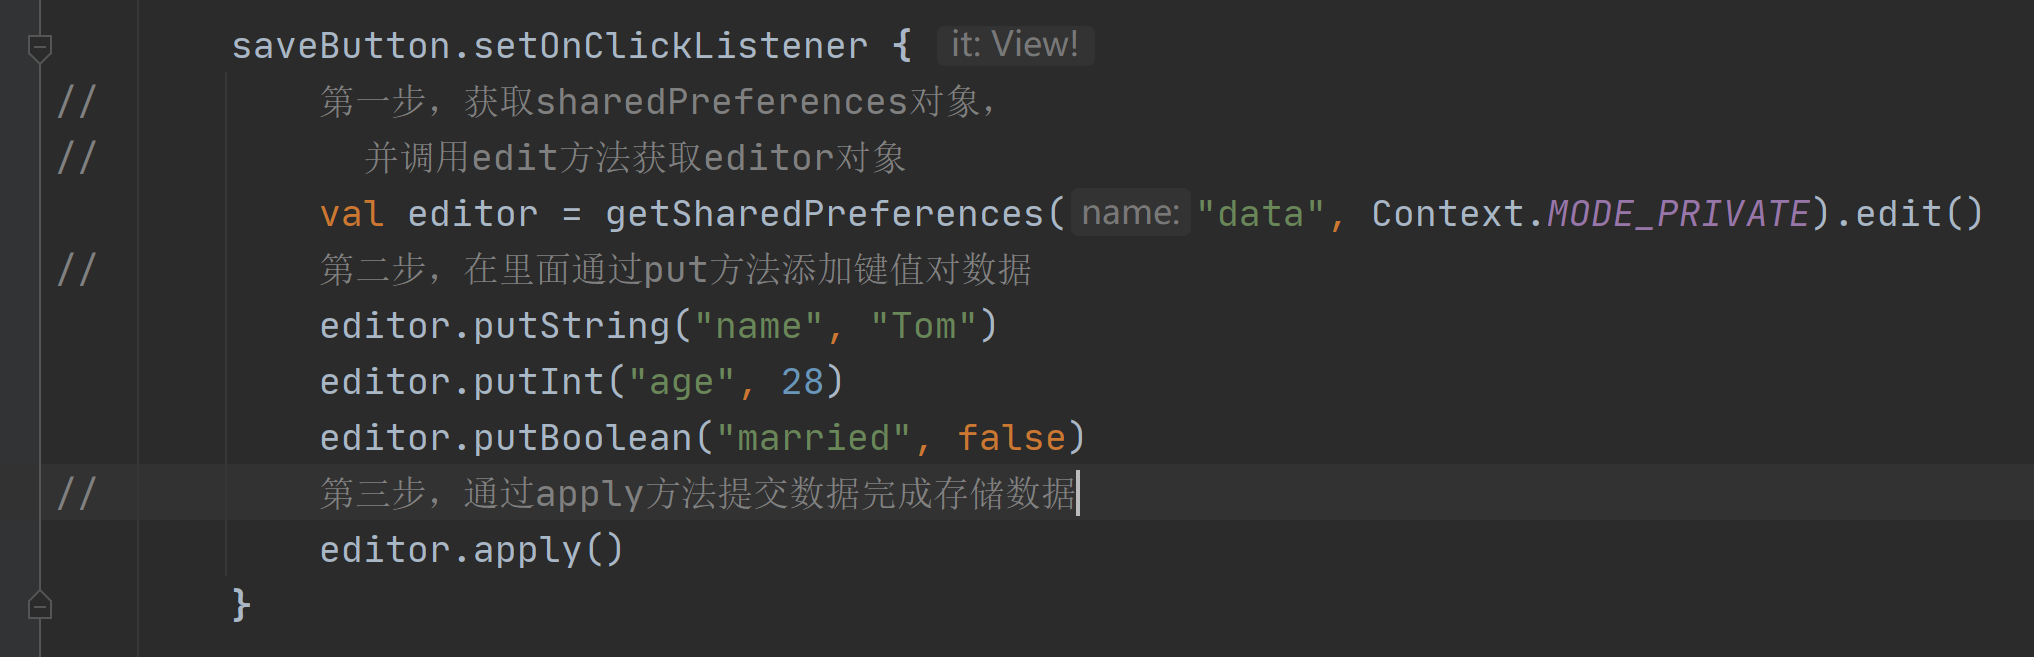 saveButton.setOnClickListener { it: View!
// 第一步，获取sharedPreferences对象，
// 并调用edit方法获取editor对象
val editor = getSharedPreferences( name: "data", Context.MODE_PRIVATE).edit()
// 第二步，在里面通过put方法添加键值对数据
editor.putString("name", "Tom")
editor.putInt("age", 28)
editor.putBoolean("married", false)
// 第三步，通过apply方法提交数据完成存储数据
editor.apply()
}